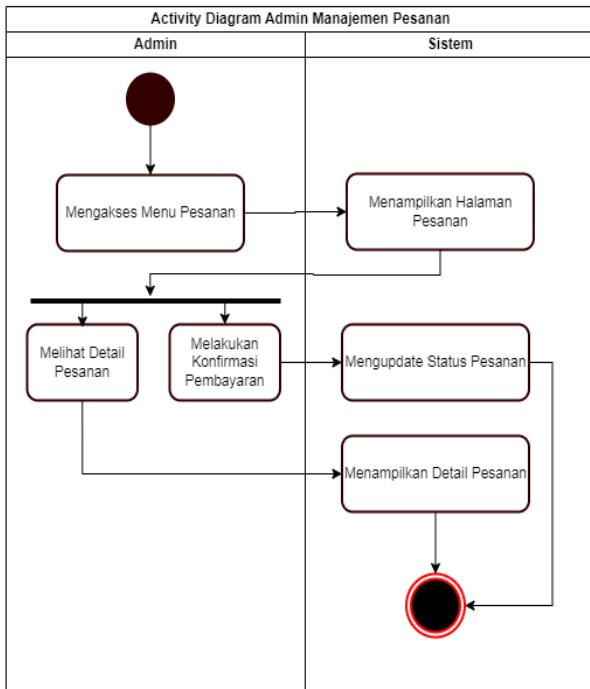 Activity Diagram Admin Manajemen Pesanan
Admin
Sistem
Mengakses Menu Pesanan
Menampilkan Halaman
Pesanan
Melihat Detail
Pesanan
Melakukan
Konfirmasi
Pembayaran
Mengupdate Status Pesanan
Menampilkan Detail Pesanan